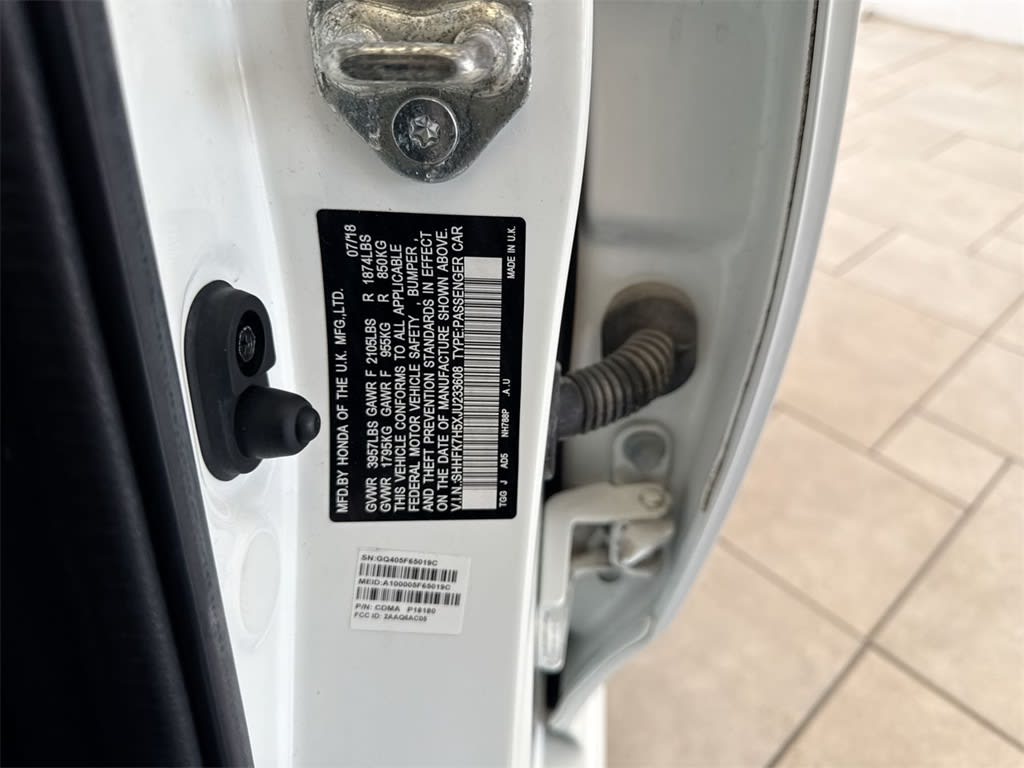 MFD.BY HONDA OF THE U.K. MFG.,LTD. 07/18
GVWR 3957LBS GAWR F 2105LBS R 1874LBS
GVWR 1795KG GAWR F 955KG R 850KG
THIS VEHICLE CONFORMS TO ALL APPLICABLE
FEDERAL MOTOR VEHICLE SAFETY , BUMPER ,
AND THEFT PREVENTION STANDARDS IN EFFECT
ON THE DATE OF MANUFACTURE SHOWN ABOVE.
V.I.N:SHHFK7H5XJU233608 TYPE:PASSENGER CAR
TGG J AD5 NH788P .A.U MADE IN U.K.
SN:GQ405F65019C
MEID:A100005F65019C
P/N: CDMA P18180
FCC ID: 2AAQ6AC05